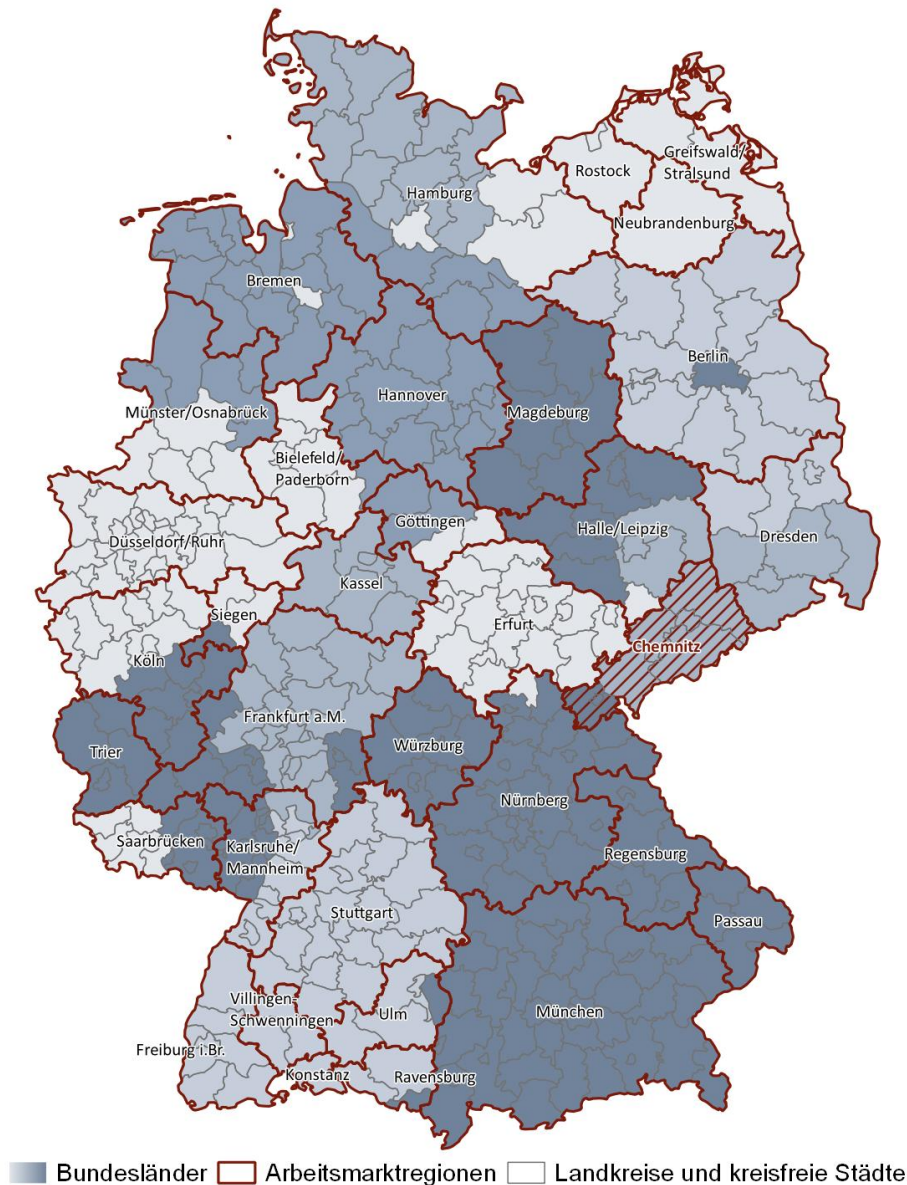 Hamburg
Rostock
Greifswald/
Stralsund
Neubrandenburg
Bremen
Berlin
Hannover
Magdeburg
Münster/Osnabrück
Bielefeld/
Paderborn
Göttingen
Halle/Leipzig
Dresden
Düsseldorf/Ruhr
Kassel
Siegen
Erfurt
Chemnitz
Köln
Frankfurt a.M.
Trier
Würzburg
Nürnberg
Saarbrücken
Karlsruhe/
Mannheim
Regensburg
Stuttgart
Passau
Villingen-
Schwenningen
Ulm
München
Freiburg i.Br.
Konstanz
Ravensburg
Bundesländer Arbeitsmarktregionen Landkreise und kreisfreie Städte